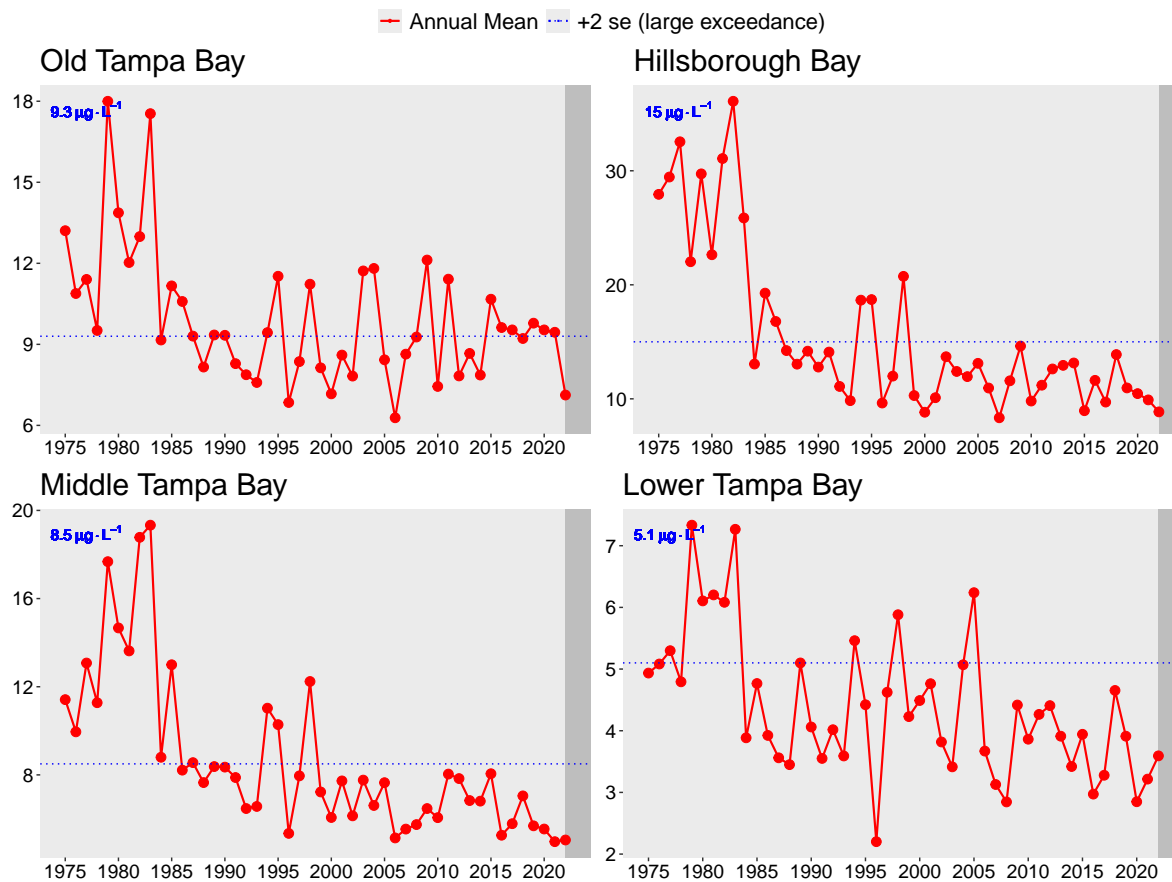 Annual Mean +2 se (large exceedance)
Old Tampa Bay
9.3 µg·L⁻¹
18
15
12
9
6
1975 1980 1985 1990 1995 2000 2005 2010 2015 2020
Hillsborough Bay
15 µg·L⁻¹
30
20
10
1975 1980 1985 1990 1995 2000 2005 2010 2015 2020
Middle Tampa Bay
20
8.5 µg·L⁻¹
16
12
8
1975 1980 1985 1990 1995 2000 2005 2010 2015 2020
Lower Tampa Bay
5.1 µg·L⁻¹
7
6
5
4
3
2
1975 1980 1985 1990 1995 2000 2005 2010 2015 2020